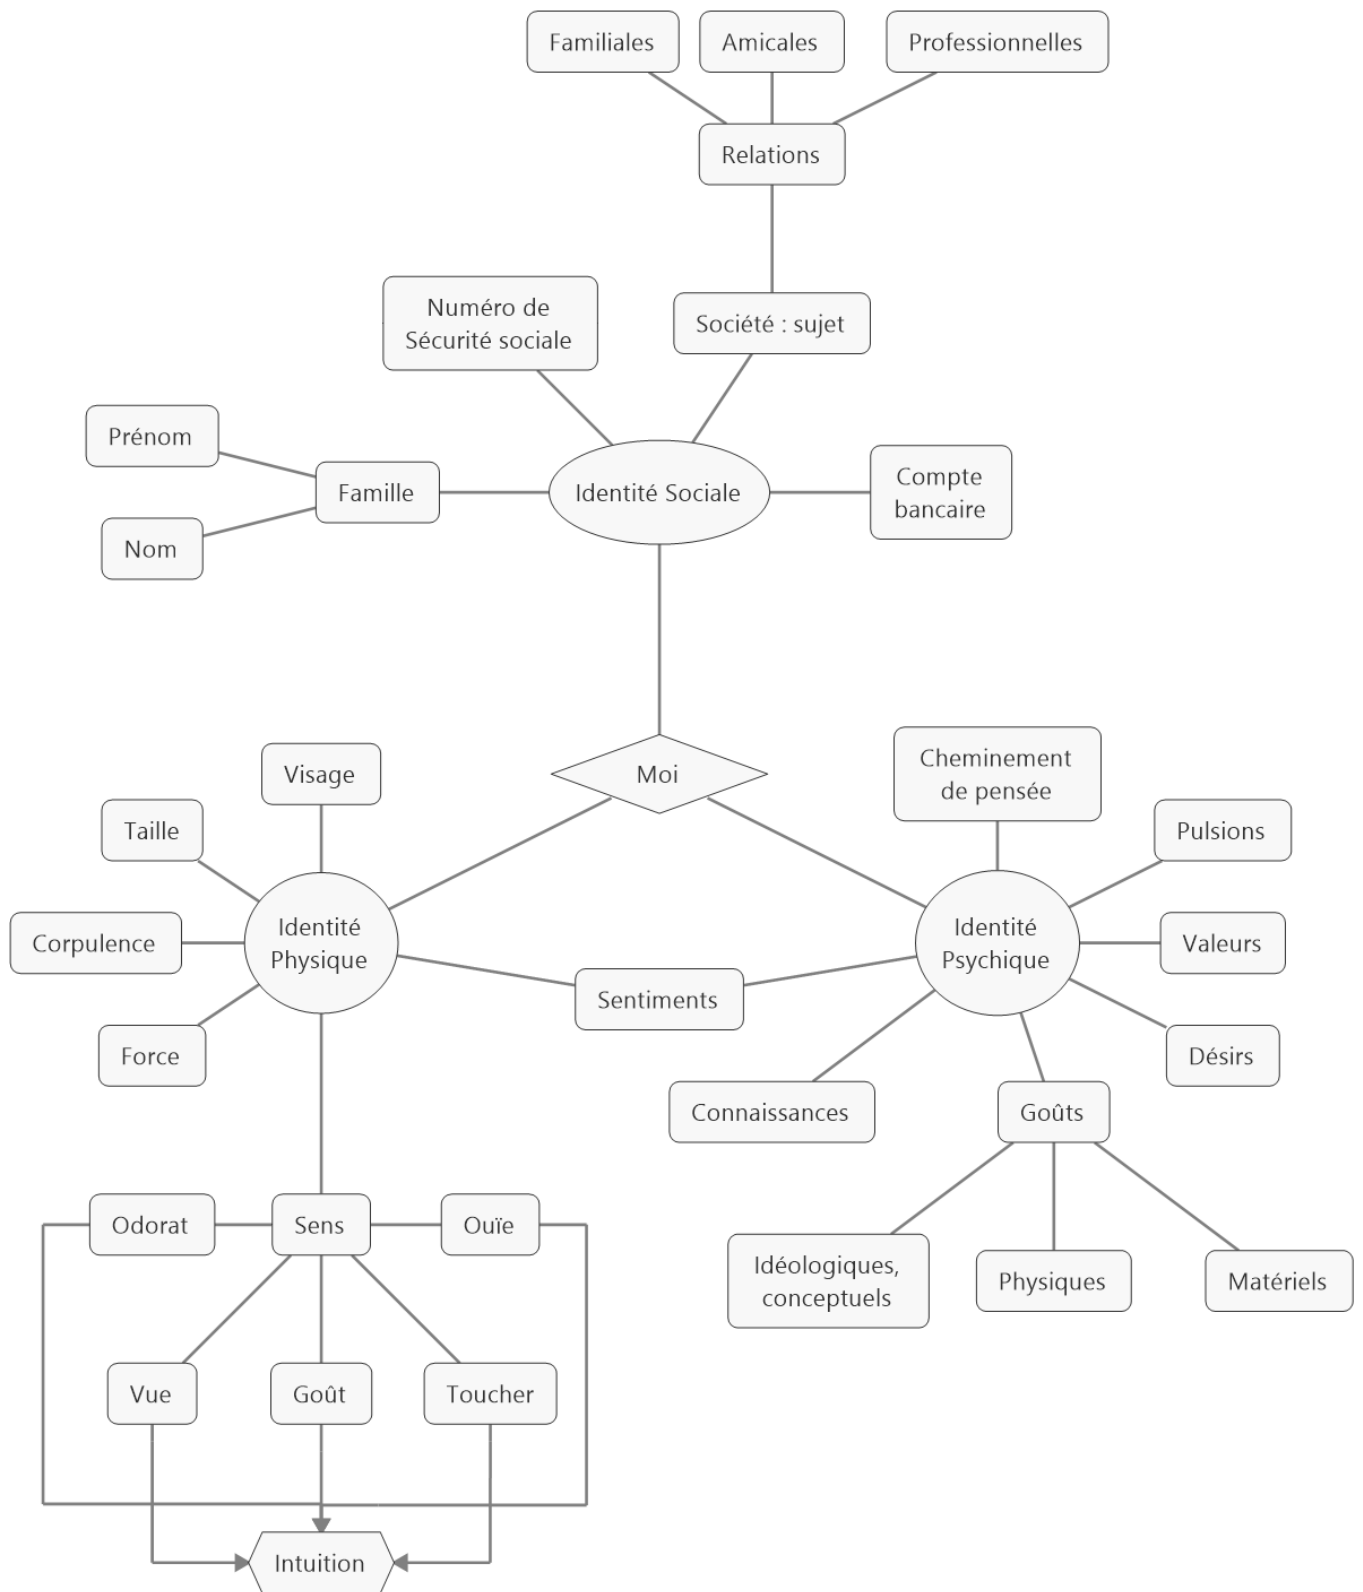 Familiales
Amicales
Professionnelles
Relations
Numéro de
Sécurité sociale
Société : sujet
Prénom
Famille
Nom
Identité Sociale
Compte
bancaire
Moi
Visage
Taille
Corpulence
Force
Identité
Physique
Sentiments
Cheminement
de pensée
Pulsions
Identité
Psychique
Valeurs
Désirs
Connaissances
Goûts
Idéologiques,
conceptuels
Physiques
Matériels
Odorat
Sens
Ouïe
Vue
Goût
Toucher
Intuition